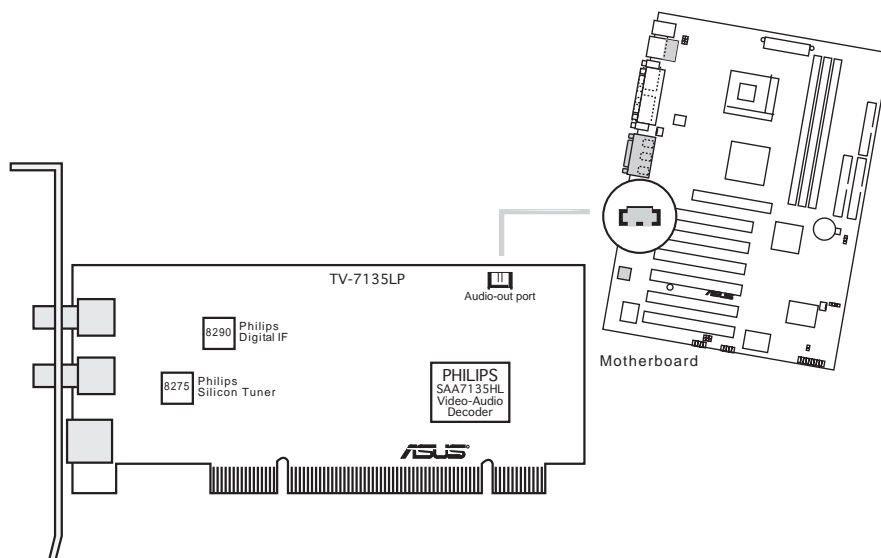 TV-7135LP
Audio-out port
8290
Philips
Digital IF
8275
Philips
Silicon Tuner
PHILIPS
SAA7135HL
Video-Audio
Decoder
ASUS
ASUS
Motherboard